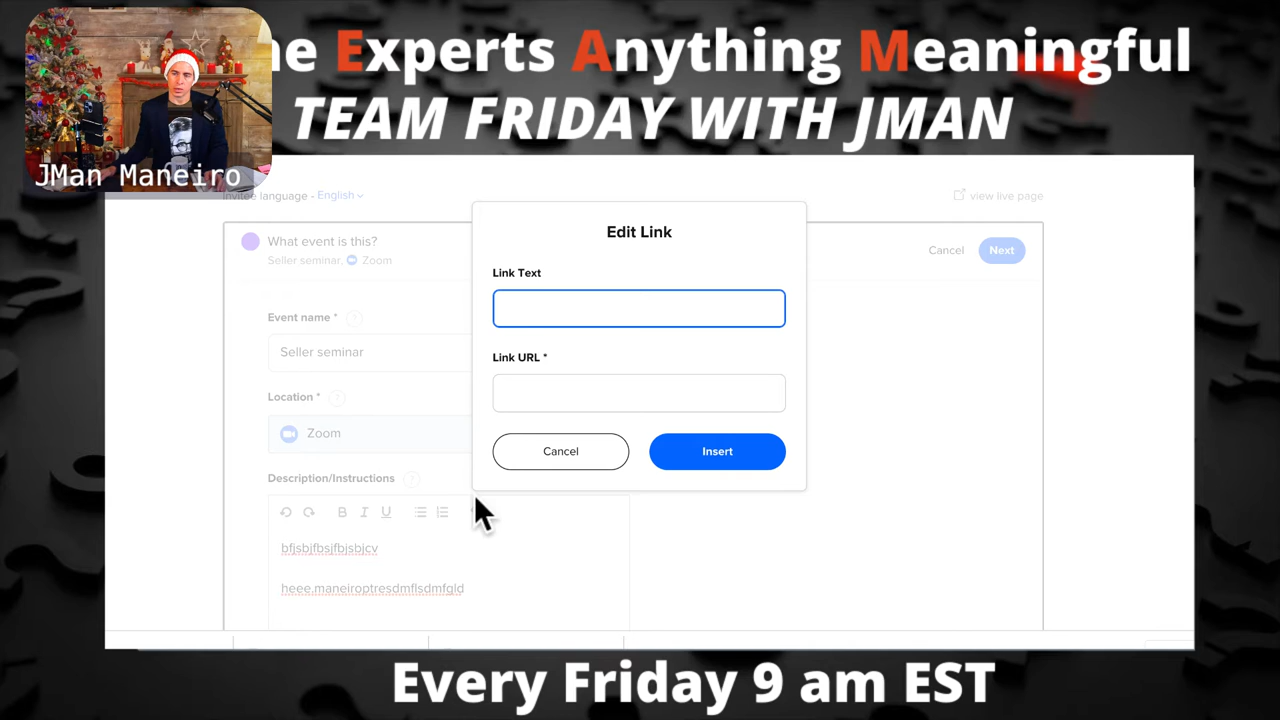 ne Experts Anything Meaningful
TEAM FRIDAY WITH JMAN
JMan Maneiro
Invitee language - English
view live page
What event is this?
Seller seminar, Zoom
Cancel
Next
Edit Link
Link Text
Event name * ?
Seller seminar
Link URL *
Location * ?
Zoom
Cancel
Insert
Description/Instructions ?
B I U
bfjsbjfbsjfbjsbjcv
heee.maneiroptresdmflsdmfgld
Every Friday 9 am EST